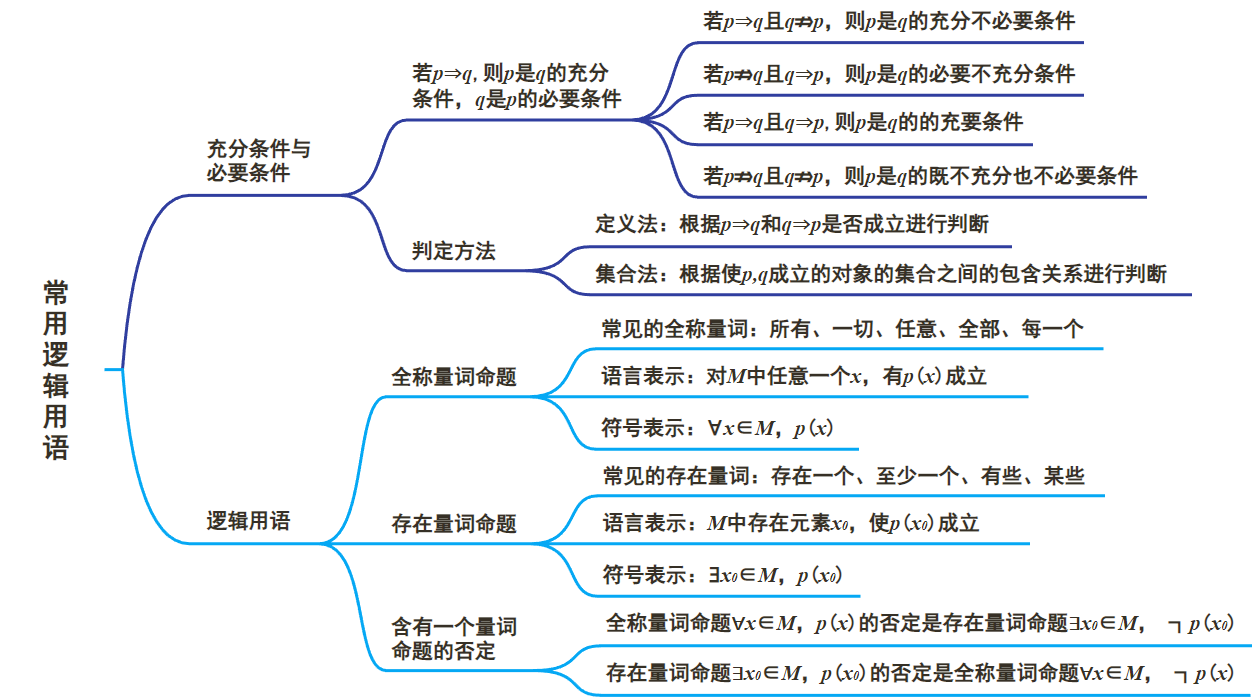 常用逻辑用语
充分条件与
必要条件
若p⇒q,则p是q的充分
条件，q是p的必要条件
若p⇒q且q⇏p，则p是q的充分不必要条件
若p⇏q且q⇒p，则p是q的必要不充分条件
若p⇒q且q⇒p,则p是q的的充要条件
若p⇏q且q⇏p，则p是q的既不充分也不必要条件
判定方法
定义法：根据p⇒q和q⇒p是否成立进行判断
集合法：根据使p,q成立的对象的集合之间的包含关系进行判断
逻辑用语
全称量词命题
常见的全称量词：所有、一切、任意、全部、每一个
语言表示：对M中任意一个x，有p(x)成立
符号表示：∀x∈M，p(x)
存在量词命题
常见的存在量词：存在一个、至少一个、有些、某些
语言表示：M中存在元素x₀，使p(x₀)成立
符号表示：∃x₀∈M，p(x₀)
含有一个量词
命题的否定
全称量词命题∀x∈M，p(x)的否定是存在量词命题∃x₀∈M，¬p(x₀)
存在量词命题∃x₀∈M，p(x₀)的否定是全称量词命题∀x∈M，¬p(x)